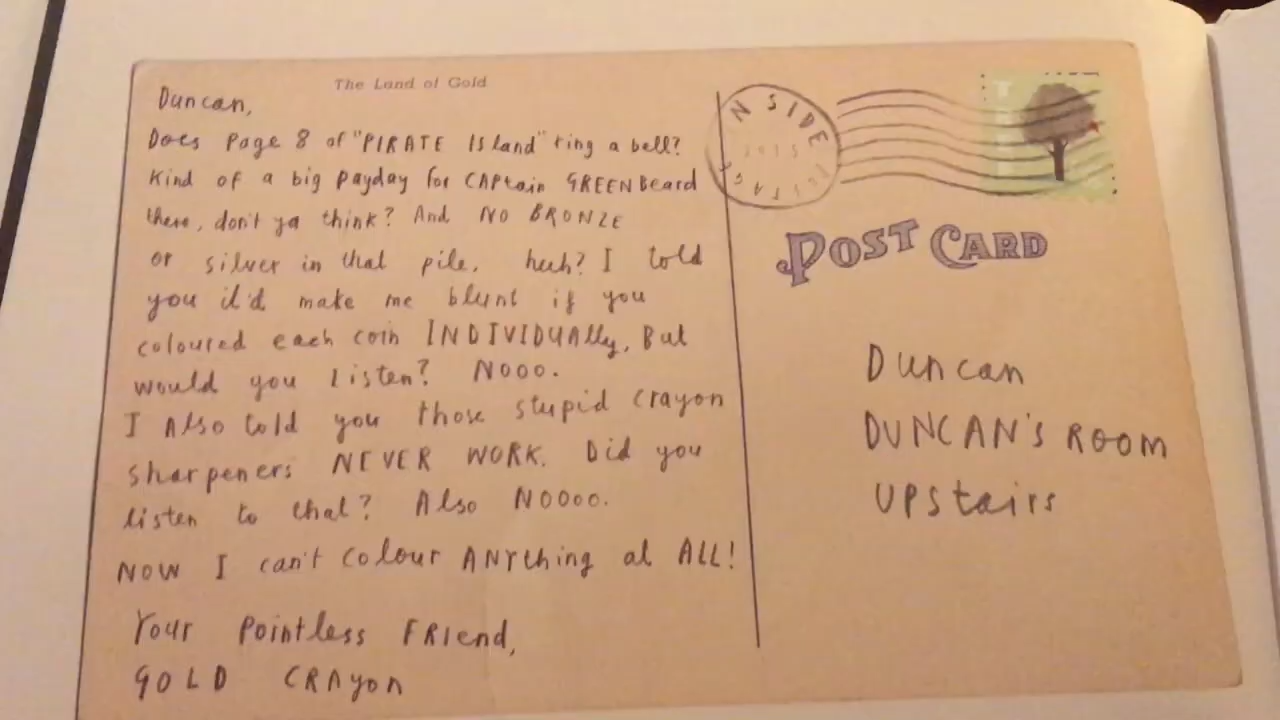 The Land of Gold
Duncan,
Does Page 8 of "PIRATE ISland" ring a bell?
Kind of a big payday for CAPtain GREENBeard
there, don't ya think? And NO BRONZE
or silver in that pile, huh? I told
you it'd make me blunt if you
coloured each coin INDIVIDUAlly, But
would you listen? NOOO.
I Also told you those stupid crayon
sharpeners NEVER WORK. Did you
listen to that? Also NOOOO.
NOW I can't Colour ANYthing at ALL!
Your Pointless FRIend,
GOLD CRAyon
POST CARD
Duncan
DUNCAN'S ROOM
UPStairs